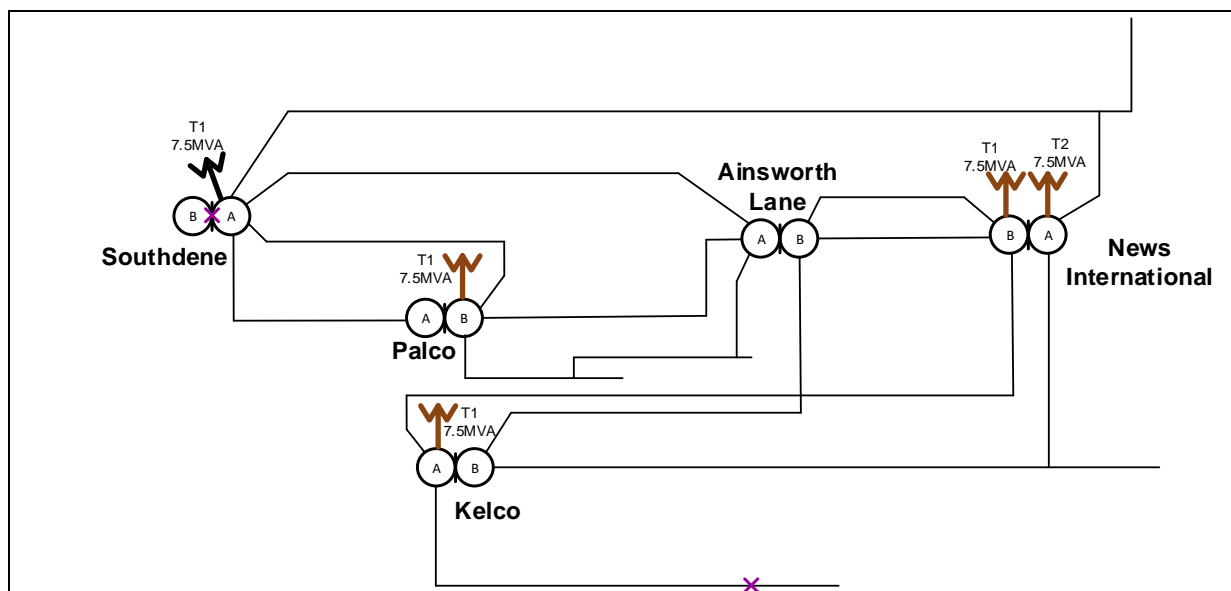 T1
7.5MVA
B
A
Southdene
T1
7.5MVA
A
B
Palco
Ainsworth
Lane
A
B
T1
7.5MVA
T2
7.5MVA
B
A
News
International
T1
7.5MVA
A
B
Kelco